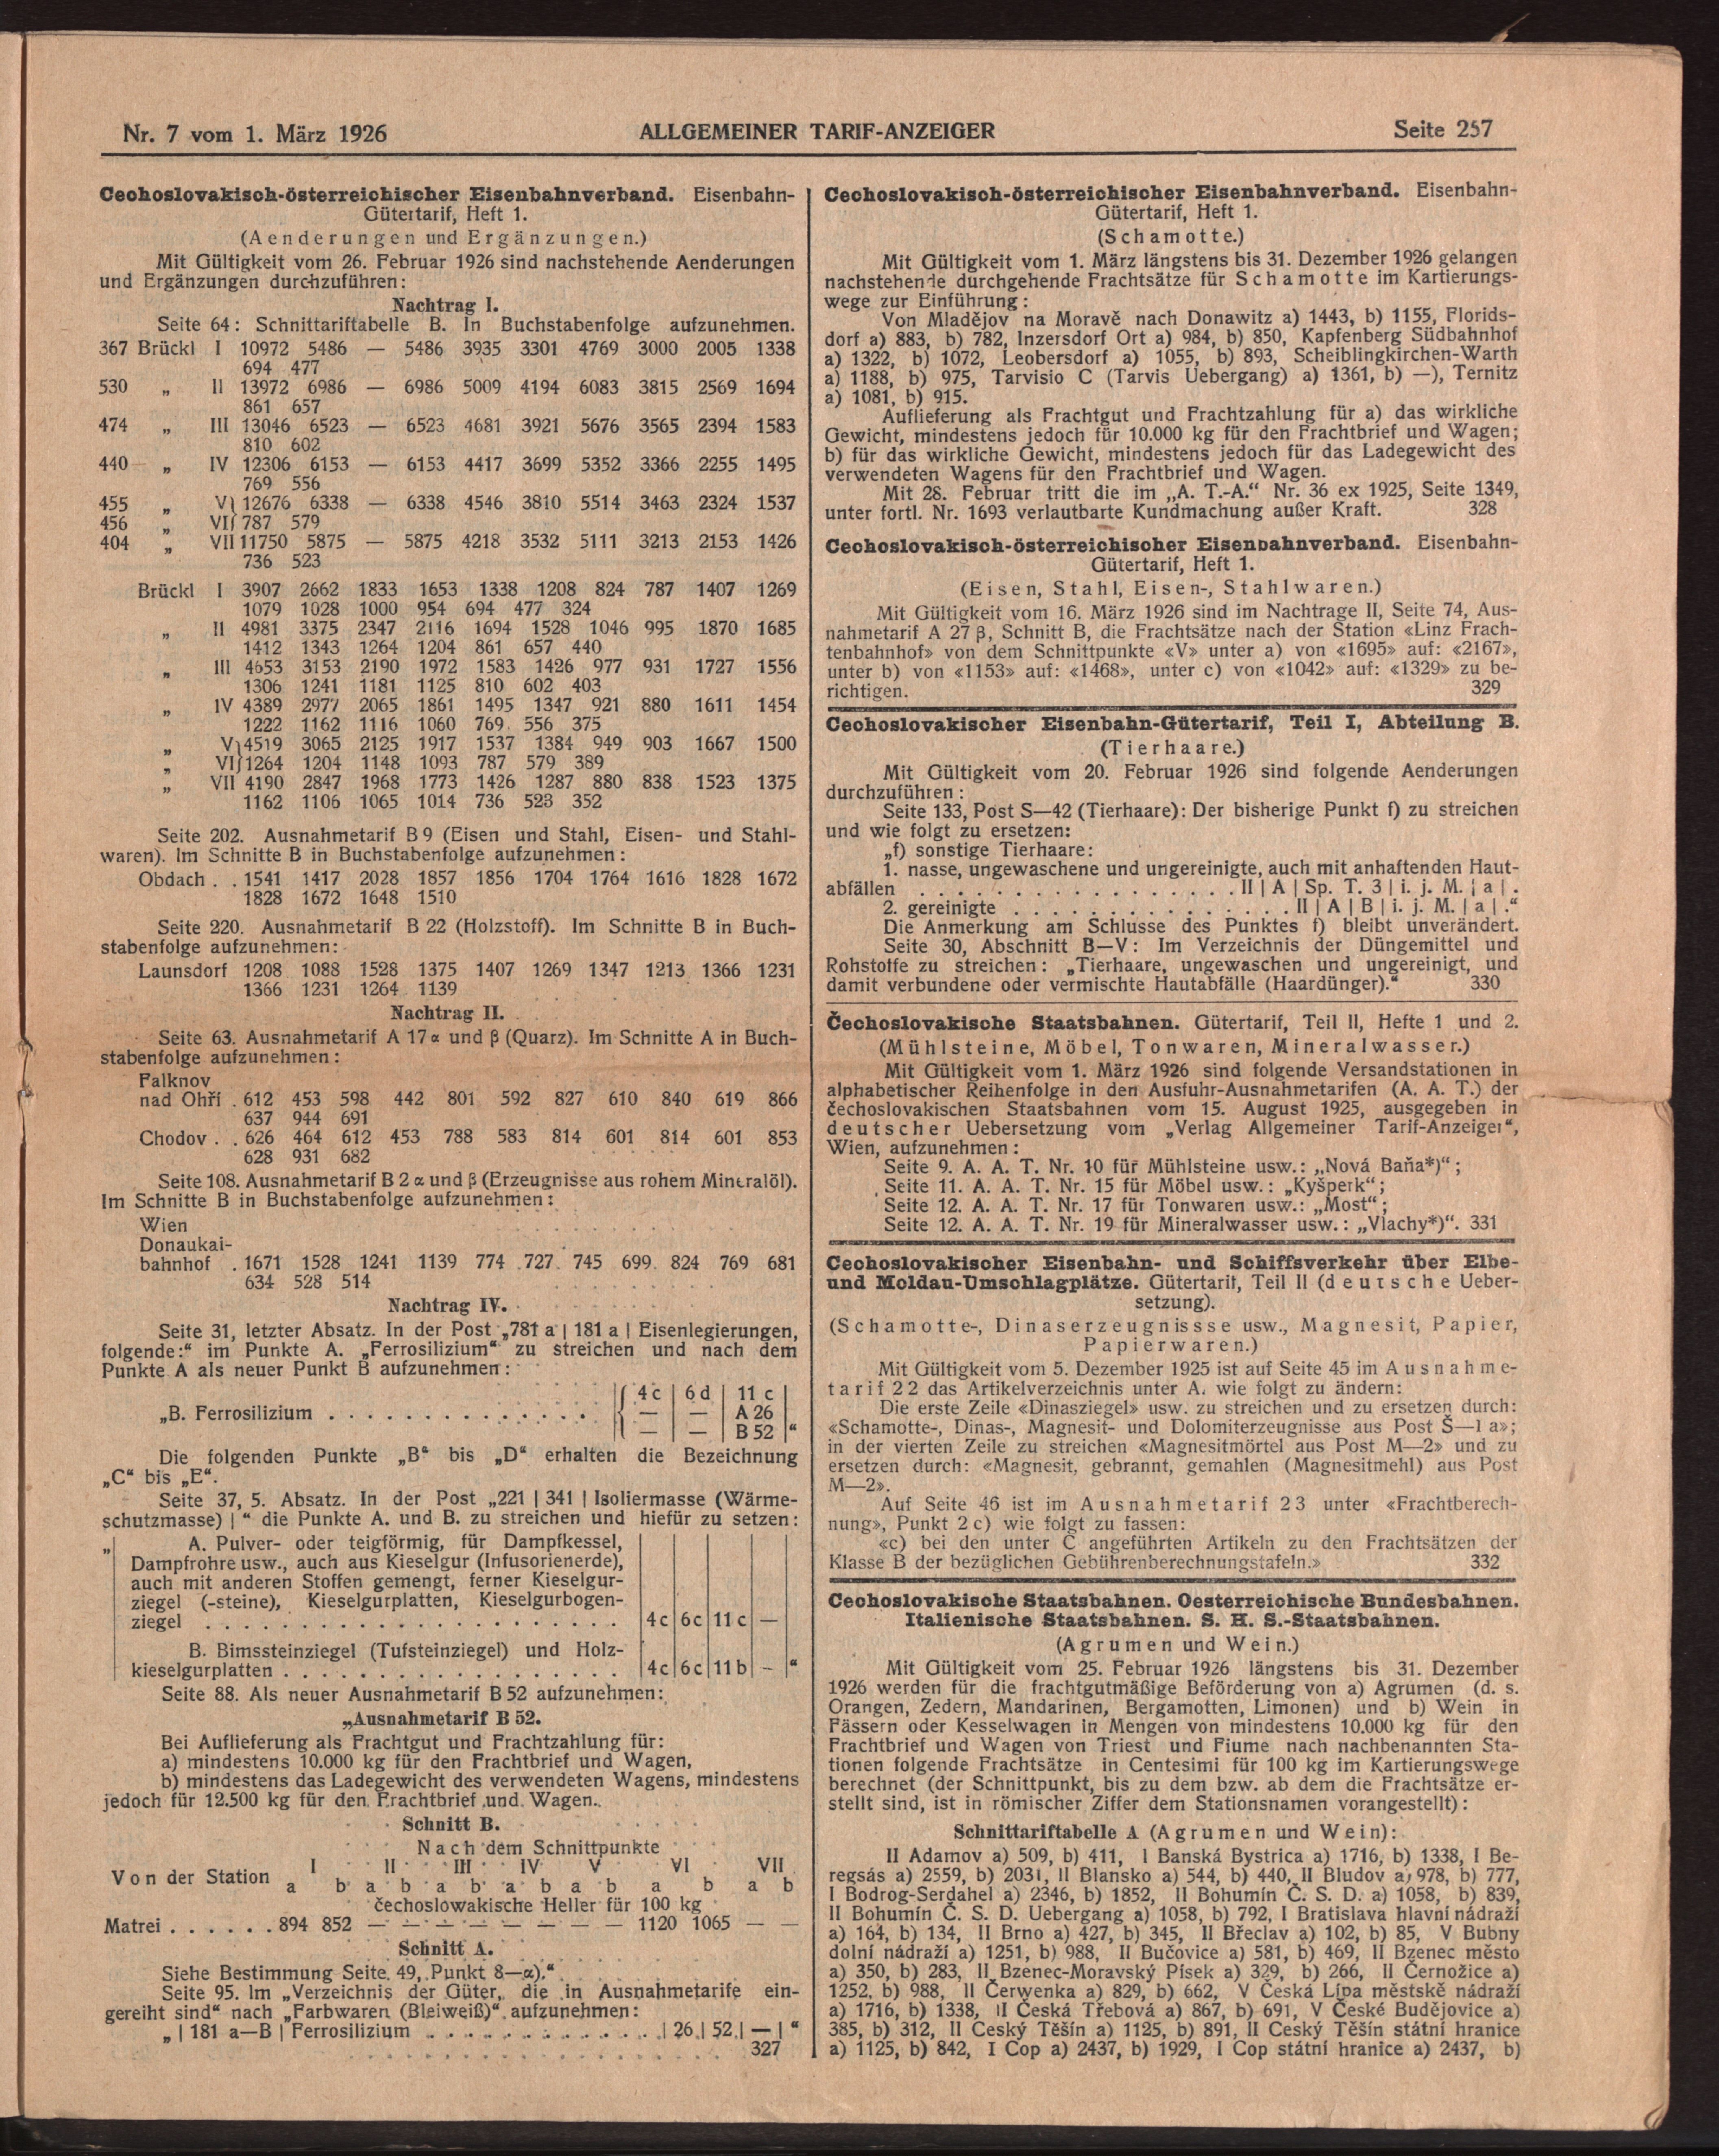 Nr. 7 vom 1. März 1926
ALLGEMEINER TARIF-ANZEIGER
Seite 257
Cechoslovakisch-österreichischer Eisenbahnverband. Eisenbahn-
Gütertarif, Heft 1.
(Aenderungen und Ergänzungen.)
Mit Gültigkeit vom 26. Februar 1926 sind nachstehende Aenderungen
und Ergänzungen durchzuführen:
Nachtrag I.
Seite 64: Schnittariftabelle B. In Buchstabenfolge aufzunehmen.
367 Brückl I 10972 5486 — 5486 3935 3301 4769 3000 2005 1338
694 477
530 „ II 13972 6986 — 6986 5009 4194 6083 3815 2569 1694
861 657
474 „ III 13046 6523 — 6523 4681 3921 5676 3565 2394 1583
810 602
440 „ IV 12306 6153 — 6153 4417 3699 5352 3366 2255 1495
769 556
455 „ V} 12676 6338 — 6338 4546 3810 5514 3463 2324 1537
456 „ VI} 787 579
404 „ VII 11750 5875 — 5875 4218 3532 5111 3213 2153 1426
736 523
Brückl I 3907 2662 1833 1653 1338 1208 824 787 1407 1269
1079 1028 1000 954 694 477 324
„ II 4981 3375 2347 2116 1694 1528 1046 995 1870 1685
1412 1343 1264 1204 861 657 440
„ III 4653 3153 2190 1972 1583 1426 977 931 1727 1556
1306 1241 1181 1125 810 602 403
„ IV 4389 2977 2065 1861 1495 1347 921 880 1611 1454
1222 1162 1116 1060 769 556 375
„ V} 4519 3065 2125 1917 1537 1384 949 903 1667 1500
„ VI} 1264 1204 1148 1093 787 579 389
„ VII 4190 2847 1968 1773 1426 1287 880 838 1523 1375
1162 1106 1065 1014 736 523 352
Seite 202. Ausnahmetarif B 9 (Eisen und Stahl, Eisen- und Stahl-
waren). Im Schnitte B in Buchstabenfolge aufzunehmen:
Obdach . . 1541 1417 2028 1857 1856 1704 1764 1616 1828 1672
1828 1672 1648 1510
Seite 220. Ausnahmetarif B 22 (Holzstoff). Im Schnitte B in Buch-
stabenfolge aufzunehmen:
Launsdorf 1208 1088 1528 1375 1407 1269 1347 1213 1366 1231
1366 1231 1264 1139
Nachtrag II.
Seite 63. Ausnahmetarif A 17 α und β (Quarz). Im Schnitte A in Buch-
stabenfolge aufzunehmen:
Falknov
nad Ohří . 612 453 598 442 801 592 827 610 840 619 866
637 944 691
Chodov . . 626 464 612 453 788 583 814 601 814 601 853
628 931 682
Seite 108. Ausnahmetarif B 2 α und β (Erzeugnisse aus rohem Mineralöl).
Im Schnitte B in Buchstabenfolge aufzunehmen:
Wien
Donaukai-
bahnhof . 1671 1528 1241 1139 774 727 745 699 824 769 681
634 528 514
Nachtrag IV.
Seite 31, letzter Absatz. In der Post „781 a | 181 a | Eisenlegierungen,
folgende:“ im Punkte A. „Ferrosilizium“ zu streichen und nach dem
Punkte A als neuer Punkt B aufzunehmen:
4 c | 6 d | 11 c |
„B. Ferrosilizium . . . . . . . . . . . . . . { — | — | A 26
— | — | B 52 |“
Die folgenden Punkte „B“ bis „D“ erhalten die Bezeichnung
„C“ bis „E“.
Seite 37, 5. Absatz. In der Post „221 | 341 | Isoliermasse (Wärme-
schutzmasse) | “ die Punkte A. und B. zu streichen und hiefür zu setzen:
„ A. Pulver- oder teigförmig, für Dampfkessel,
Dampfrohre usw., auch aus Kieselgur (Infusorienerde),
auch mit anderen Stoffen gemengt, ferner Kieselgur-
ziegel (-steine), Kieselgurplatten, Kieselgurbogen-
ziegel . . . . . . . . . . . . . . . . . . | 4 c | 6 c | 11 c | —
B. Bimssteinziegel (Tufsteinziegel) und Holz-
kieselgurplatten . . . . . . . . . . . . . . . | 4 c | 6 c | 11 b | – |“
Seite 88. Als neuer Ausnahmetarif B 52 aufzunehmen:
„Ausnahmetarif B 52.
Bei Auflieferung als Frachtgut und Frachtzahlung für:
a) mindestens 10.000 kg für den Frachtbrief und Wagen,
b) mindestens das Ladegewicht des verwendeten Wagens, mindestens
jedoch für 12.500 kg für den Frachtbrief und Wagen.
Schnitt B.
Nach dem Schnittpunkte
Von der Station I II III IV V VI VII
a b a b a b a b a b a b a b
čechoslowakische Heller für 100 kg
Matrei . . . . . . 894 852 — — — — — — — — 1120 1065 — —
Schnitt A.
Siehe Bestimmung Seite 49, Punkt 8—α).“
Seite 95. Im „Verzeichnis der Güter, die in Ausnahmetarife ein-
gereiht sind“ nach „Farbwaren (Bleiweiß)“ aufzunehmen:
„ | 181 a—B | Ferrosilizium . . . . . . . . . . . . | 26 | 52 | — | “
327
Cechoslovakisch-österreichischer Eisenbahnverband. Eisenbahn-
Gütertarif, Heft 1.
(Schamotte.)
Mit Gültigkeit vom 1. März längstens bis 31. Dezember 1926 gelangen
nachstehende durchgehende Frachtsätze für Schamotte im Kartierungs-
wege zur Einführung:
Von Mladějov na Moravě nach Donawitz a) 1443, b) 1155, Florids-
dorf a) 883, b) 782, Inzersdorf Ort a) 984, b) 850, Kapfenberg Südbahnhof
a) 1322, b) 1072, Leobersdorf a) 1055, b) 893, Scheiblingkirchen-Warth
a) 1188, b) 975, Tarvisio C (Tarvis Uebergang) a) 1361, b) —), Ternitz
a) 1081, b) 915.
Auflieferung als Frachtgut und Frachtzahlung für a) das wirkliche
Gewicht, mindestens jedoch für 10.000 kg für den Frachtbrief und Wagen;
b) für das wirkliche Gewicht, mindestens jedoch für das Ladegewicht des
verwendeten Wagens für den Frachtbrief und Wagen.
Mit 28. Februar tritt die im „A. T.-A.“ Nr. 36 ex 1925, Seite 1349,
unter fortl. Nr. 1693 verlautbarte Kundmachung außer Kraft. 328
Cechoslovakisch-österreichischer Eisenbahnverband. Eisenbahn-
Gütertarif, Heft 1.
(Eisen, Stahl, Eisen-, Stahlwaren.)
Mit Gültigkeit vom 16. März 1926 sind im Nachtrage II, Seite 74, Aus-
nahmetarif A 27 β, Schnitt B, die Frachtsätze nach der Station «Linz Frach-
tenbahnhof» von dem Schnittpunkte «V» unter a) von «1695» auf: «2167»,
unter b) von «1153» auf: «1468», unter c) von «1042» auf: «1329» zu be-
richtigen. 329
Cechoslovakischer Eisenbahn-Gütertarif, Teil I, Abteilung B.
(Tierhaare.)
Mit Gültigkeit vom 20. Februar 1926 sind folgende Aenderungen
durchzuführen:
Seite 133, Post S—42 (Tierhaare): Der bisherige Punkt f) zu streichen
und wie folgt zu ersetzen:
„f) sonstige Tierhaare:
1. nasse, ungewaschene und ungereinigte, auch mit anhaftenden Haut-
abfällen . . . . . . . . . . . . . . . . . II | A | Sp. T. 3 | i. j. M. | a | .
2. gereinigte . . . . . . . . . . . . . . . II | A | B | i. j. M. | a | .“
Die Anmerkung am Schlusse des Punktes f) bleibt unverändert.
Seite 30, Abschnitt B—V: Im Verzeichnis der Düngemittel und
Rohstoffe zu streichen: „Tierhaare, ungewaschen und ungereinigt, und
damit verbundene oder vermischte Hautabfälle (Haardünger).“ 330
Čechoslovakische Staatsbahnen. Gütertarif, Teil II, Hefte 1 und 2.
(Mühlsteine, Möbel, Tonwaren, Mineralwasser.)
Mit Gültigkeit vom 1. März 1926 sind folgende Versandstationen in
alphabetischer Reihenfolge in den Ausfuhr-Ausnahmetarifen (A. A. T.) der
čechoslovakischen Staatsbahnen vom 15. August 1925, ausgegeben in
deutscher Uebersetzung vom „Verlag Allgemeiner Tarif-Anzeiger“,
Wien, aufzunehmen:
Seite 9. A. A. T. Nr. 10 für Mühlsteine usw.: „Nová Baňa*)“;
Seite 11. A. A. T. Nr. 15 für Möbel usw.: „Kyšperk“;
Seite 12. A. A. T. Nr. 17 für Tonwaren usw.: „Most“;
Seite 12. A. A. T. Nr. 19 für Mineralwasser usw.: „Vlachy*)“. 331
Cechoslovakischer Eisenbahn- und Schiffsverkehr über Elbe-
und Moldau-Umschlagplätze. Gütertarif, Teil II (deutsche Ueber-
setzung).
(Schamotte-, Dinaserzeugnissse usw., Magnesit, Papier,
Papierwaren.)
Mit Gültigkeit vom 5. Dezember 1925 ist auf Seite 45 im Ausnahme-
tarif 22 das Artikelverzeichnis unter A. wie folgt zu ändern:
Die erste Zeile «Dinasziegel» usw. zu streichen und zu ersetzen durch:
«Schamotte-, Dinas-, Magnesit- und Dolomiterzeugnisse aus Post Š—1 a»;
in der vierten Zeile zu streichen «Magnesitmörtel aus Post M—2» und zu
ersetzen durch: «Magnesit, gebrannt, gemahlen (Magnesitmehl) aus Post
M—2».
Auf Seite 46 ist im Ausnahmetarif 23 unter «Frachtberech-
nung», Punkt 2 c) wie folgt zu fassen:
«c) bei den unter C angeführten Artikeln zu den Frachtsätzen der
Klasse B der bezüglichen Gebührenberechnungstafeln.» 332
Cechoslovakische Staatsbahnen. Oesterreichische Bundesbahnen.
Italienische Staatsbahnen. S. H. S.-Staatsbahnen.
(Agrumen und Wein.)
Mit Gültigkeit vom 25. Februar 1926 längstens bis 31. Dezember
1926 werden für die frachtgutmäßige Beförderung von a) Agrumen (d. s.
Orangen, Zedern, Mandarinen, Bergamotten, Limonen) und b) Wein in
Fässern oder Kesselwagen in Mengen von mindestens 10.000 kg für den
Frachtbrief und Wagen von Triest und Fiume nach nachbenannten Sta-
tionen folgende Frachtsätze in Centesimi für 100 kg im Kartierungswege
berechnet (der Schnittpunkt, bis zu dem bzw. ab dem die Frachtsätze er-
stellt sind, ist in römischer Ziffer dem Stationsnamen vorangestellt):
Schnittariftabelle A (Agrumen und Wein):
II Adamov a) 509, b) 411, I Banská Bystrica a) 1716, b) 1338, I Be-
regsás a) 2559, b) 2031, II Blansko a) 544, b) 440, II Bludov a) 978, b) 777,
I Bodrog-Serdahel a) 2346, b) 1852, II Bohumín Č. S. D. a) 1058, b) 839,
II Bohumín Č. S. D. Uebergang a) 1058, b) 792, I Bratislava hlavní nádraží
a) 164, b) 134, II Brno a) 427, b) 345, II Břeclav a) 102, b) 85, V Bubny
dolní nádraží a) 1251, b) 988, II Bučovice a) 581, b) 469, II Bzenec město
a) 350, b) 283, II Bzenec-Moravský Písek a) 329, b) 266, II Černožice a)
1252, b) 988, II Čerwenka a) 829, b) 662, V Česká Lípa městské nádraží
a) 1716, b) 1338, II Česká Třebová a) 867, b) 691, V České Budějovice a)
385, b) 312, II Český Těšín a) 1125, b) 891, II Český Těšín státní hranice
a) 1125, b) 842, I Cop a) 2437, b) 1929, I Cop státní hranice a) 2437, b)